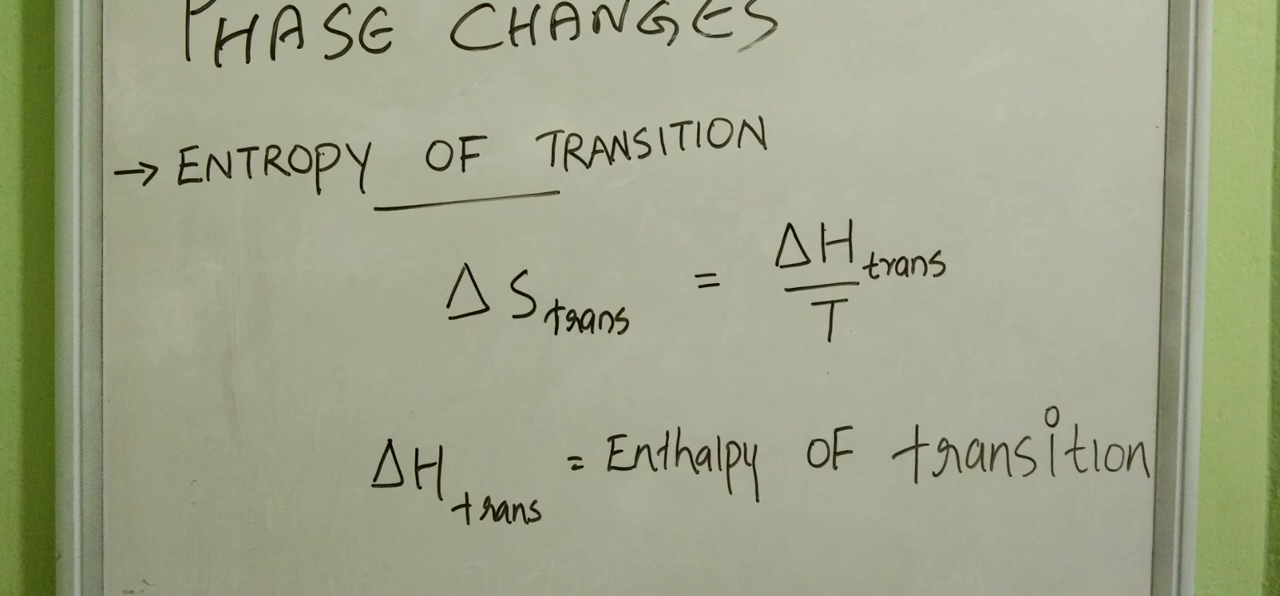 PHASE CHANGES
→ ENTROPY OF TRANSITION
ΔS trans = ΔH trans / T
ΔH trans = Enthalpy OF transition